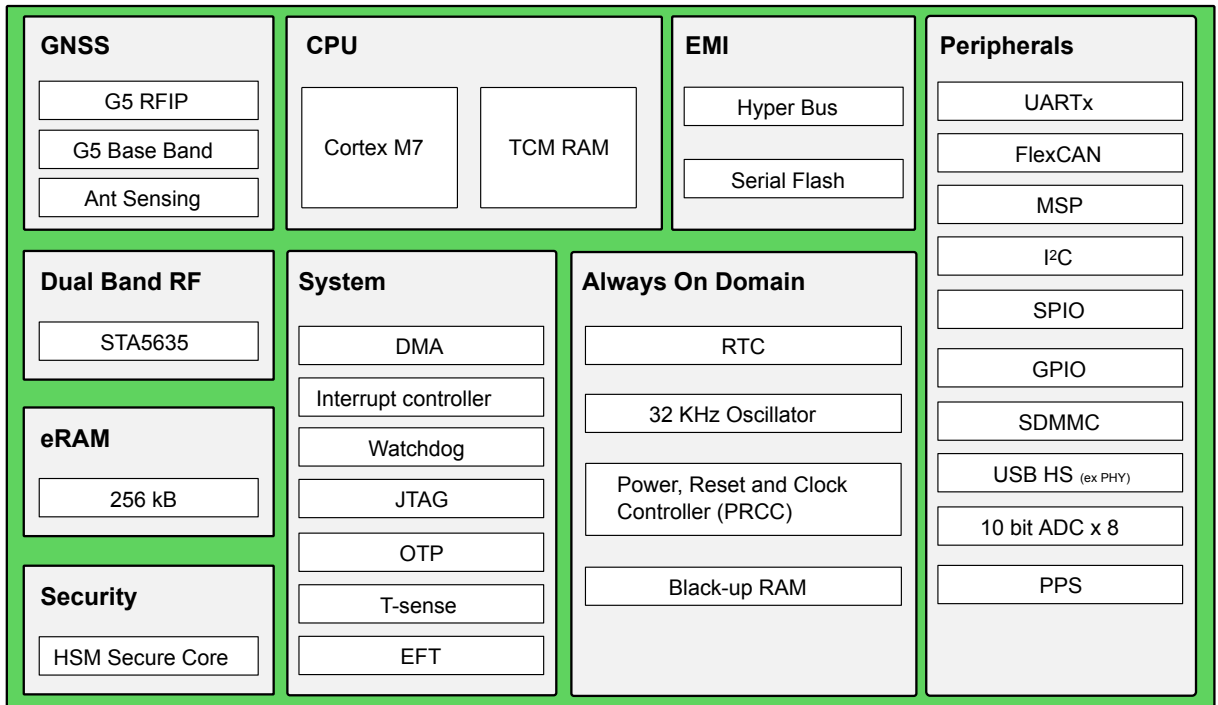 GNSS
G5 RFIP
G5 Base Band
Ant Sensing
CPU
Cortex M7
TCM RAM
EMI
Hyper Bus
Serial Flash
Peripherals
UARTx
FlexCAN
MSP
I²C
SPIO
GPIO
SDMMC
USB HS (ex PHY)
10 bit ADC x 8
PPS
Dual Band RF
STA5635
eRAM
256 kB
Security
HSM Secure Core
System
DMA
Interrupt controller
Watchdog
JTAG
OTP
T-sense
EFT
Always On Domain
RTC
32 KHz Oscillator
Power, Reset and Clock
Controller (PRCC)
Black-up RAM